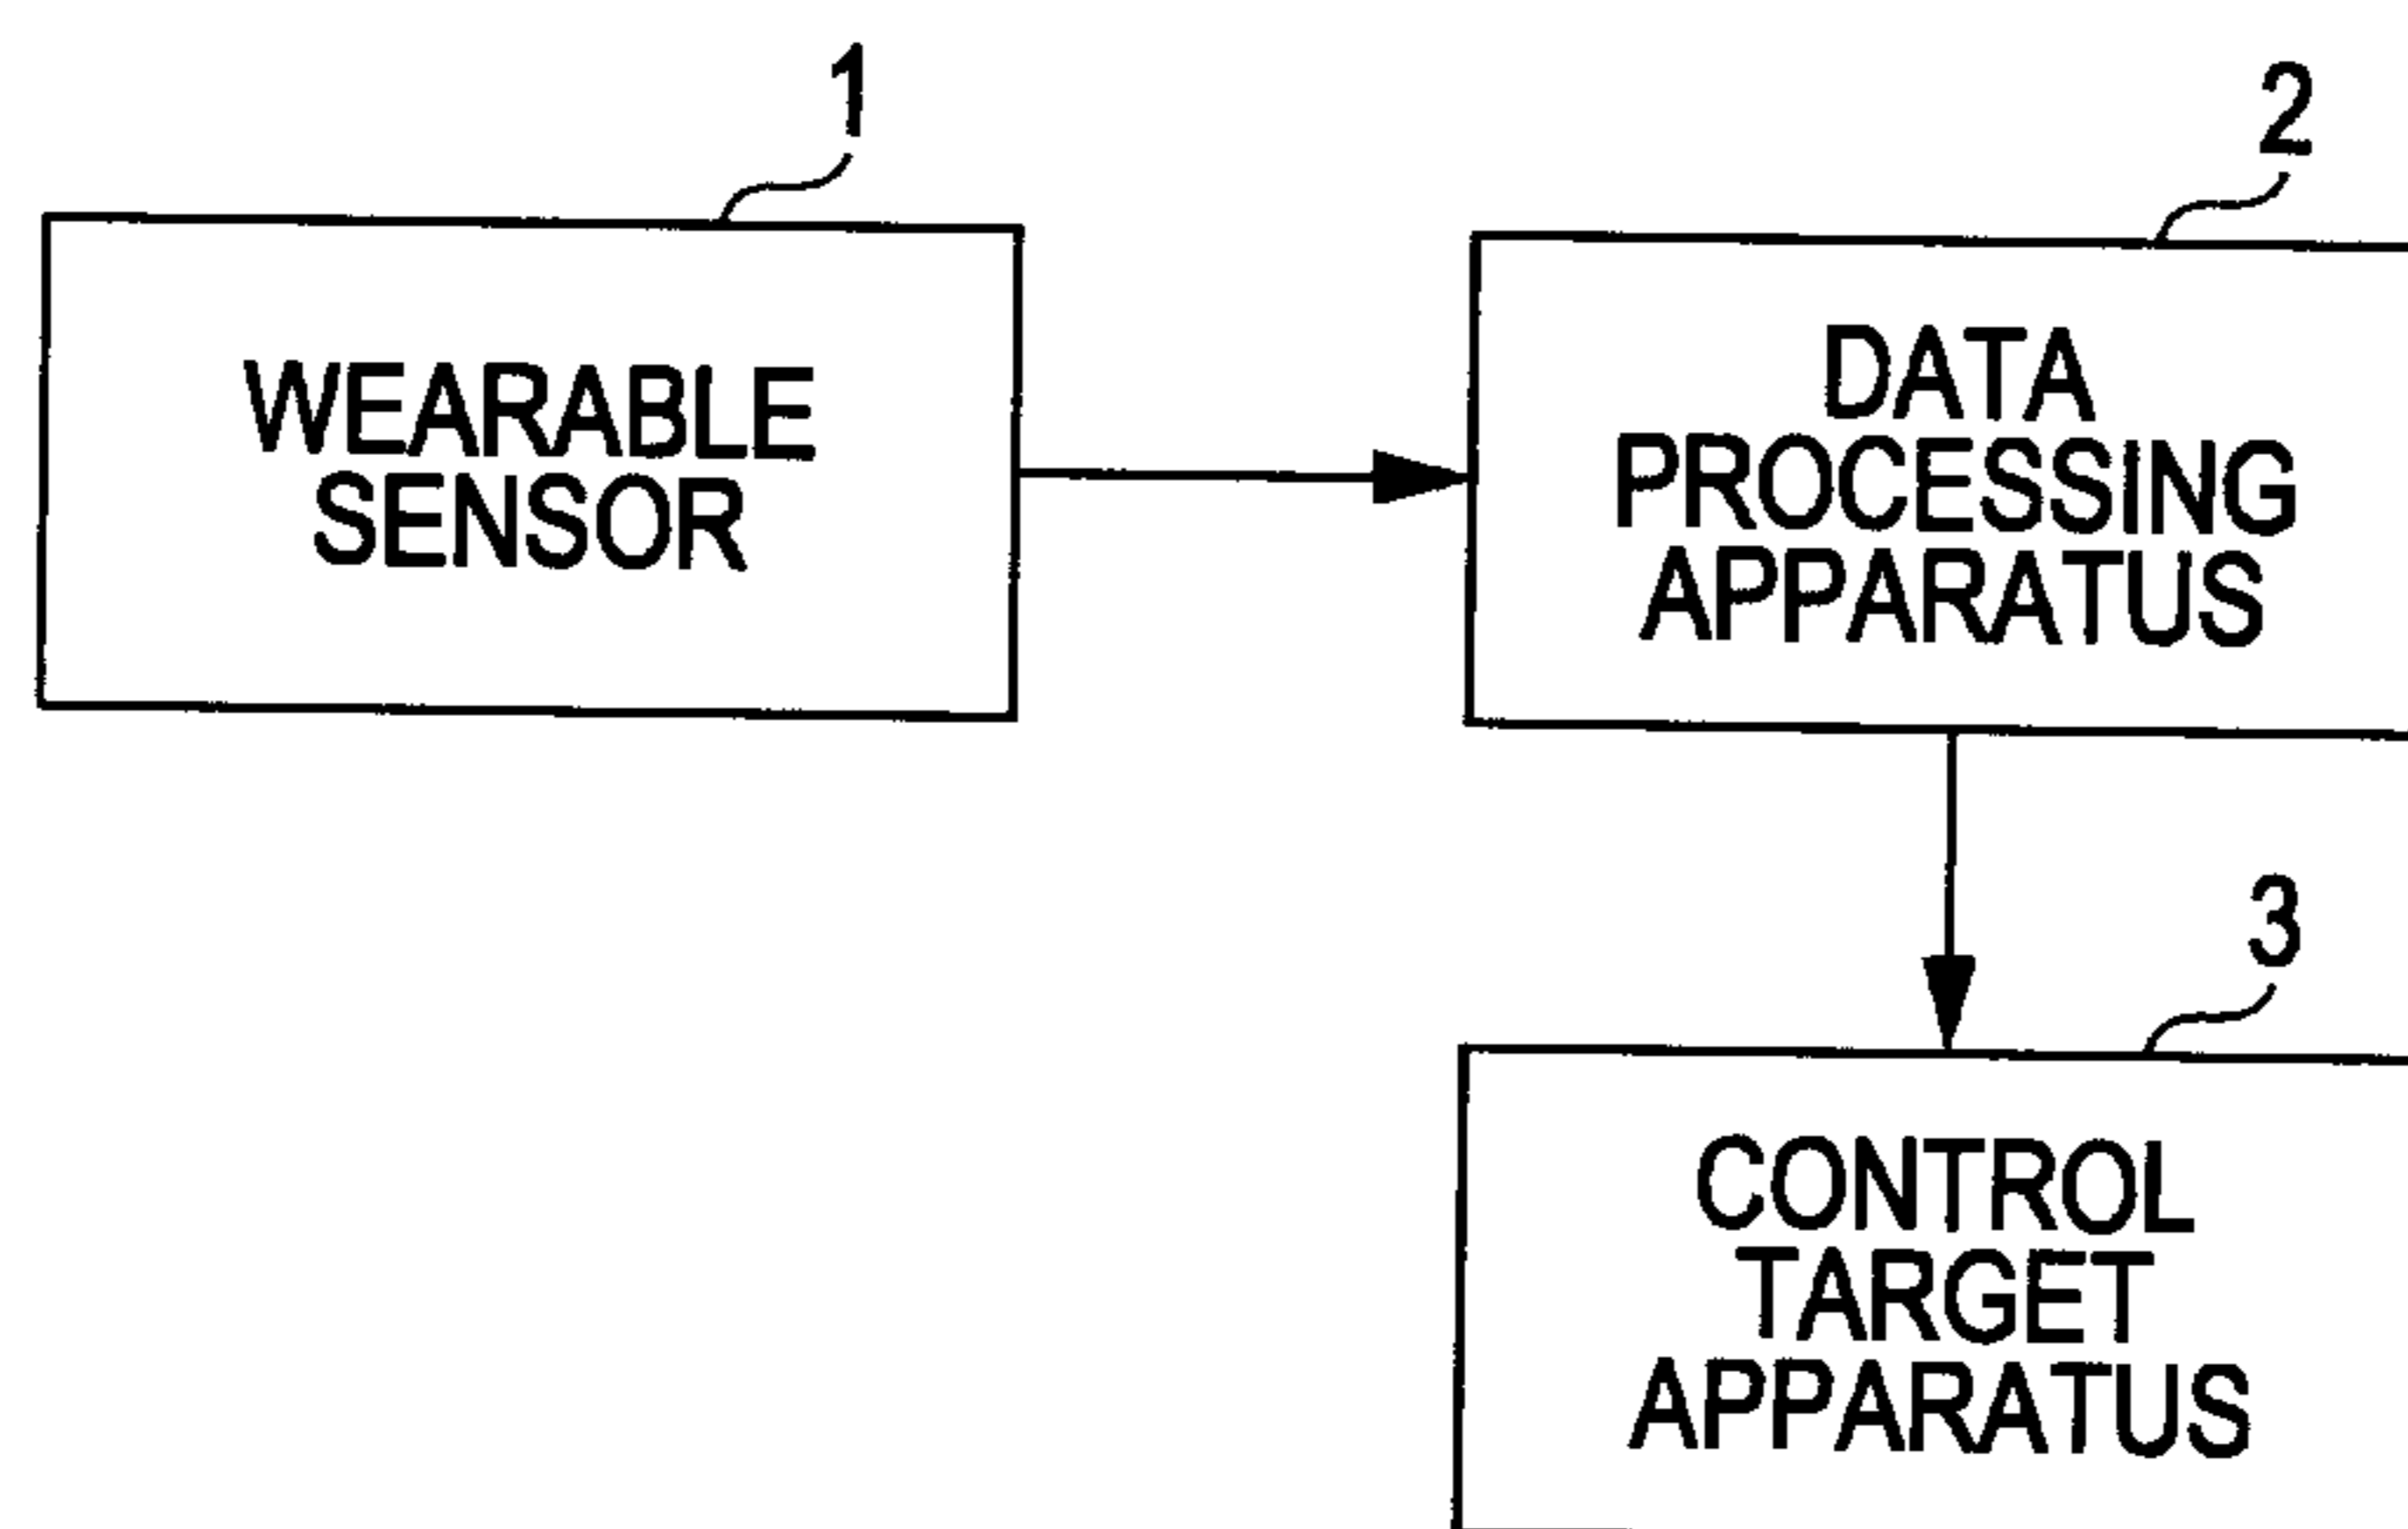 1
2
WEARABLE
SENSOR
DATA
PROCESSING
APPARATUS
3
CONTROL
TARGET
APPARATUS